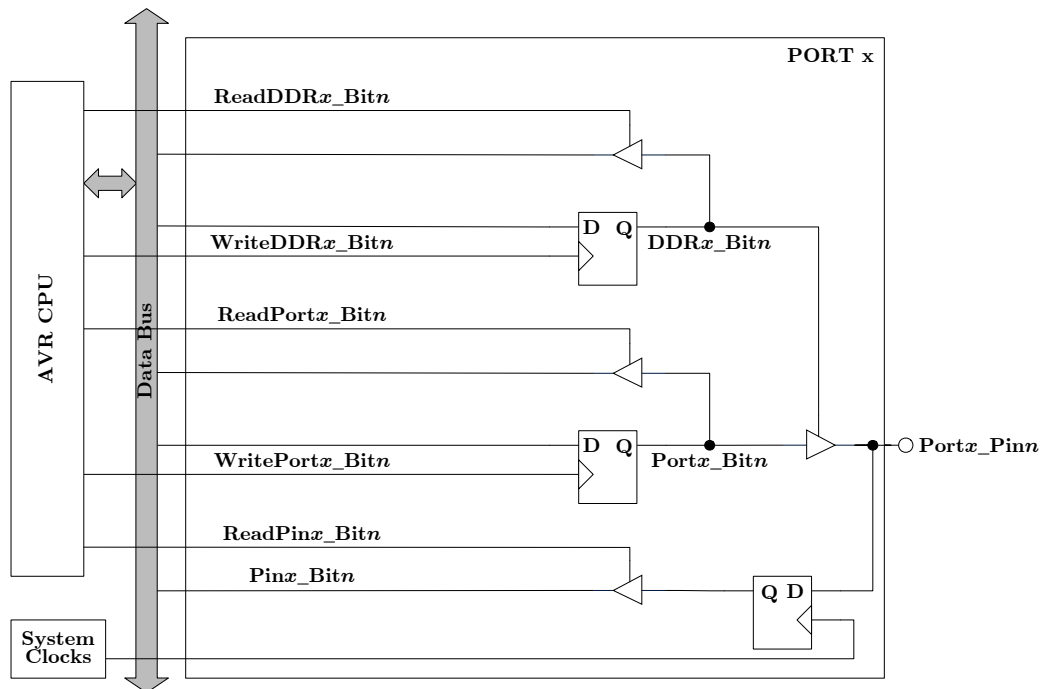 PORT x
ReadDDRx_Bitn
D Q
WriteDDRx_Bitn
DDRx_Bitn
AVR CPU
Data Bus
ReadPortx_Bitn
D Q
WritePortx_Bitn
Portx_Bitn
Portx_Pinn
ReadPinx_Bitn
Pinx_Bitn
Q D
System
Clocks